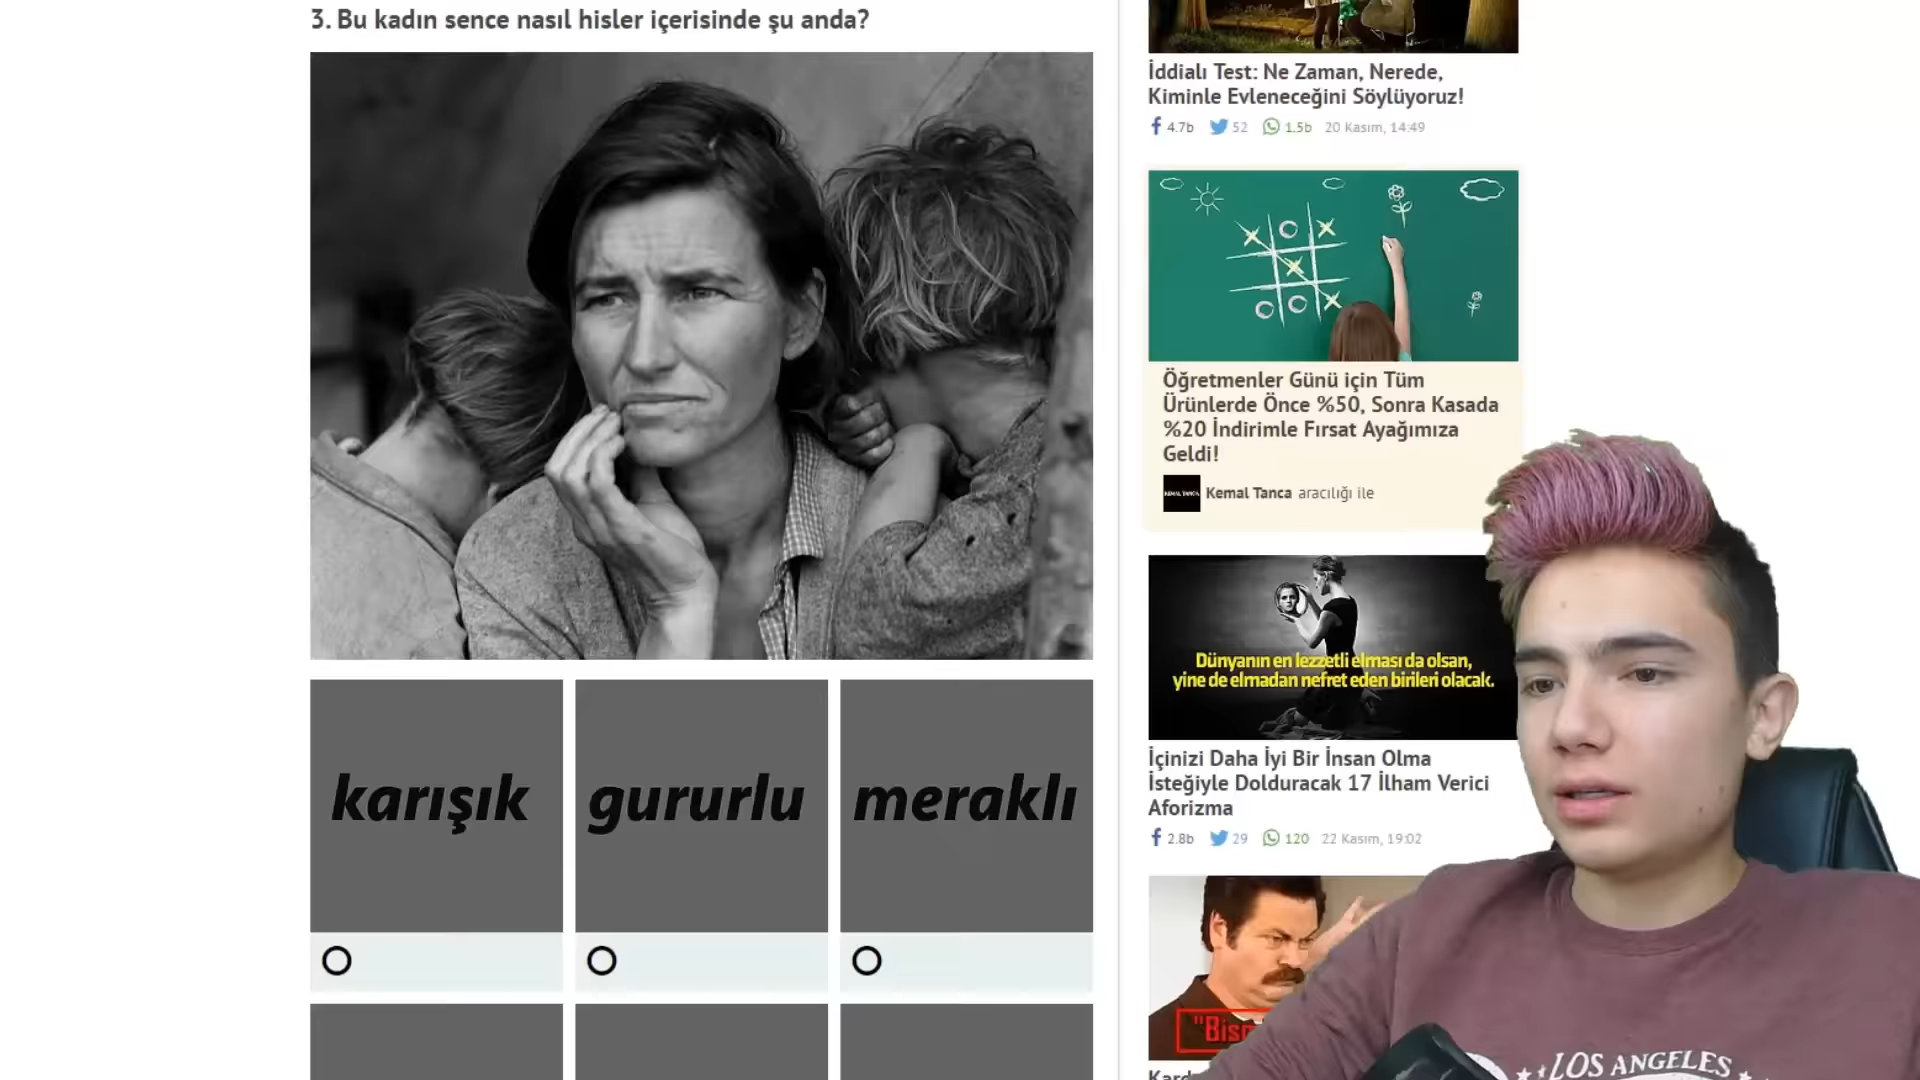 3. Bu kadın sence nasıl hisler içerisinde şu anda?
karışık
gururlu
meraklı
İddialı Test: Ne Zaman, Nerede,
Kiminle Evleneceğini Söylüyoruz!
4.7b 52 1.5b 20 Kasım, 14:49
Öğretmenler Günü için Tüm
Ürünlerde Önce %50, Sonra Kasada
%20 İndirimle Fırsat Ayağımıza
Geldi!
KEMAL TANCA
Kemal Tanca aracılığı ile
Dünyanın en lezzetli elması da olsan,
yine de elmadan nefret eden birileri olacak.
İçinizi Daha İyi Bir İnsan Olma
İsteğiyle Dolduracak 17 İlham Verici
Aforizma
2.8b 29 120 22 Kasım, 19:02
LOS ANGELES